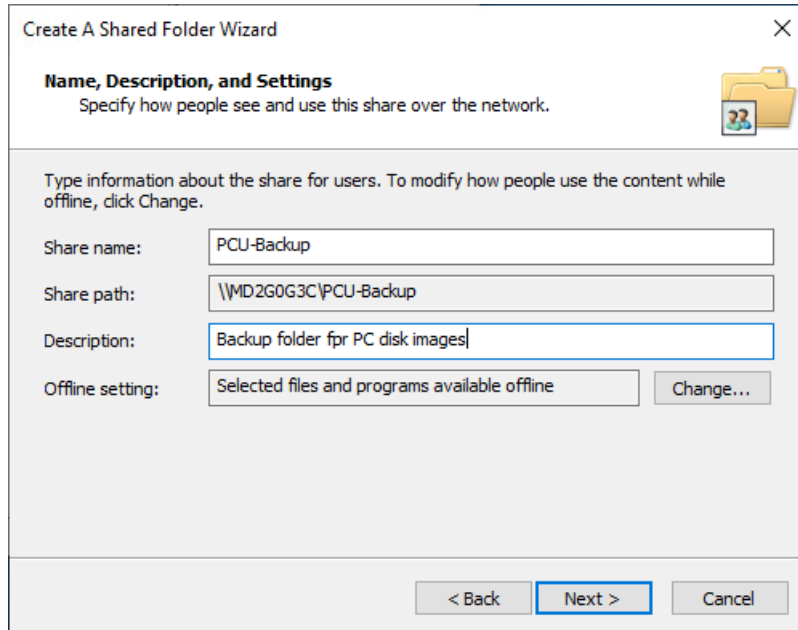 Create A Shared Folder Wizard
Name, Description, and Settings
Specify how people see and use this share over the network.
Type information about the share for users. To modify how people use the content while
offline, click Change.
Share name: PCU-Backup
Share path: \\MD2G0G3C\PCU-Backup
Description: Backup folder fpr PC disk images
Offline setting: Selected files and programs available offline Change...
< Back Next > Cancel